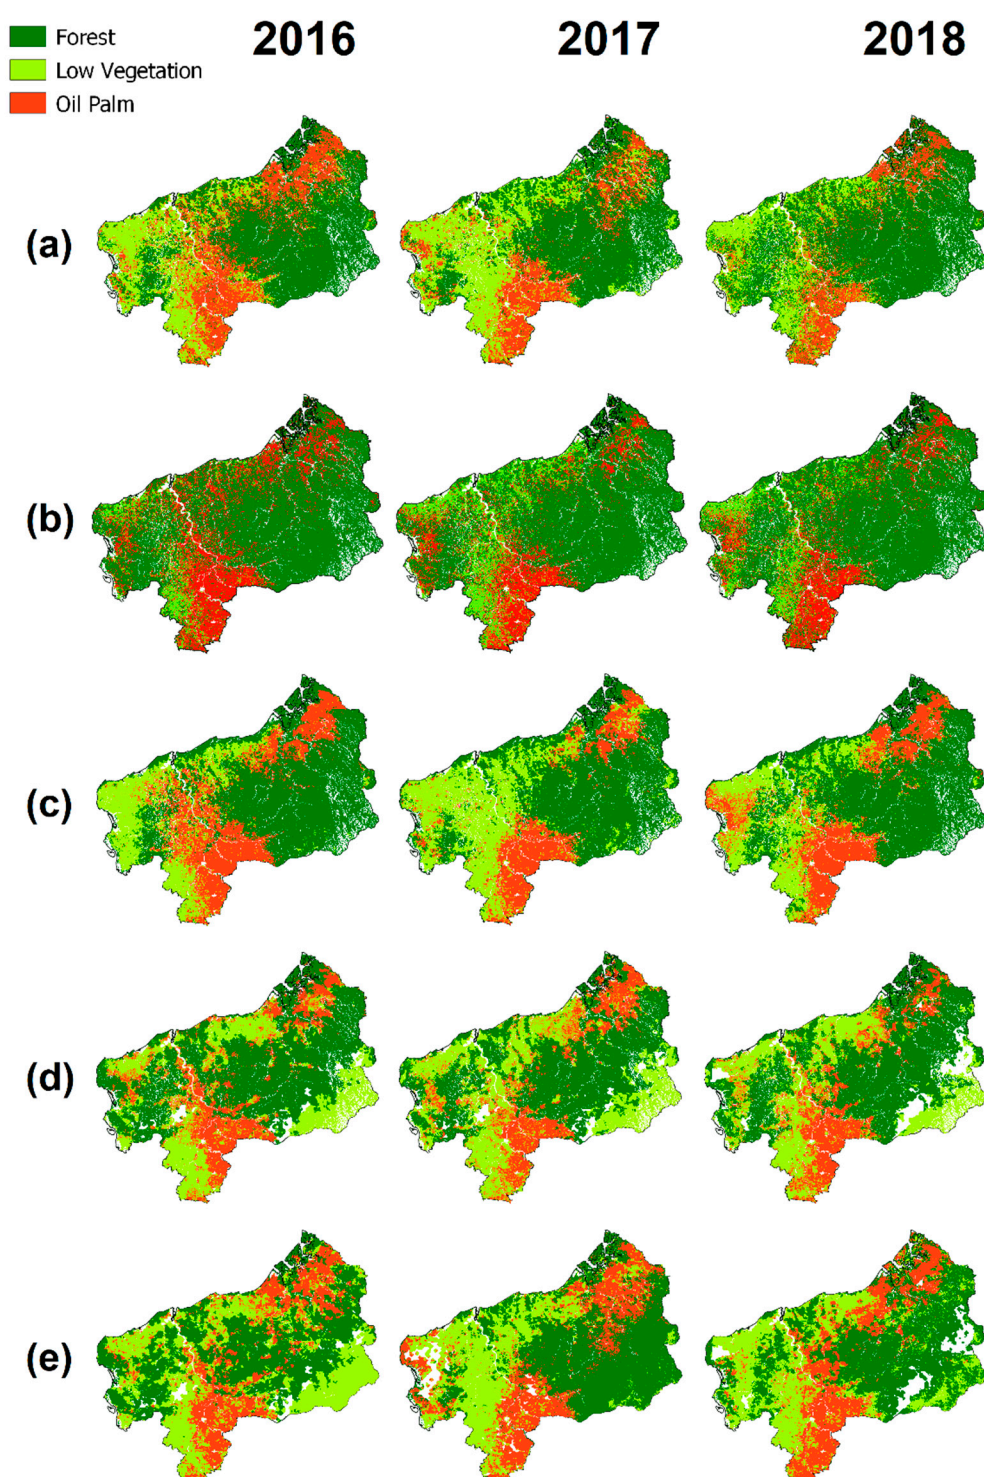 2016 2017 2018
Forest
Low Vegetation
Oil Palm
(a)
(b)
(c)
(d)
(e)